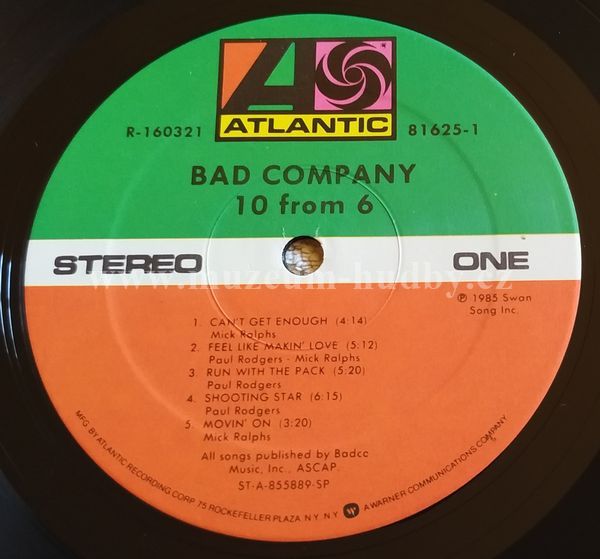 ATLANTIC
R-160321
81625-1
BAD COMPANY
10 from 6
STEREO
ONE
www.muzeum-hudby.cz
℗ 1985 Swan
Song Inc.
1. CAN'T GET ENOUGH (4:14)
Mick Ralphs
2. FEEL LIKE MAKIN' LOVE (5:12)
Paul Rodgers - Mick Ralphs
3 RUN WITH THE PACK (5:20)
Paul Rodgers
4. SHOOTING STAR (6:15)
Paul Rodgers
5. MOVIN' ON (3:20)
Mick Ralphs
All songs published by Badco
Music, Inc., ASCAP.
ST-A-855889-SP
MFG. BY ATLANTIC RECORDING CORP 75 ROCKEFELLER PLAZA N.Y. N.Y. A WARNER COMMUNICATIONS COMPANY